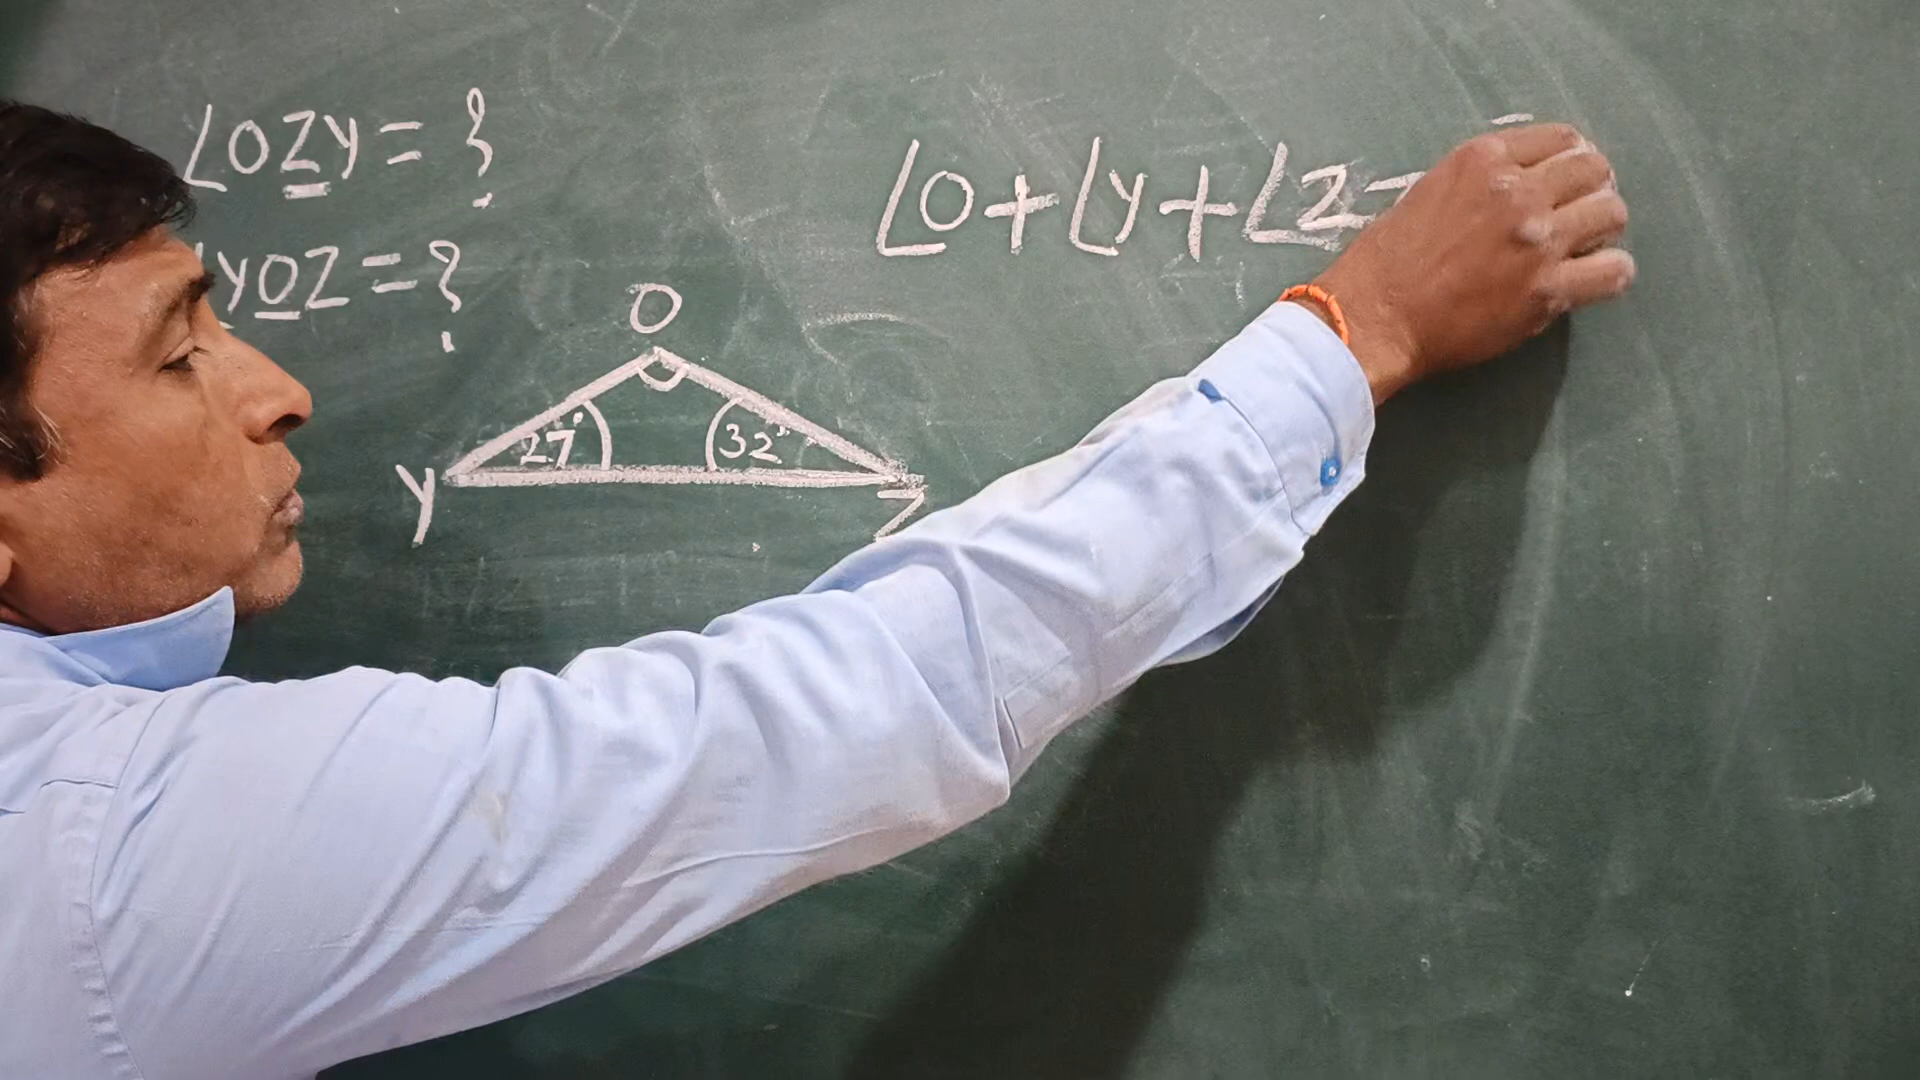 ∠OZY = ?
∠YOZ = ?
∠O + ∠Y + ∠Z =
O
27° 32°
Y
Z